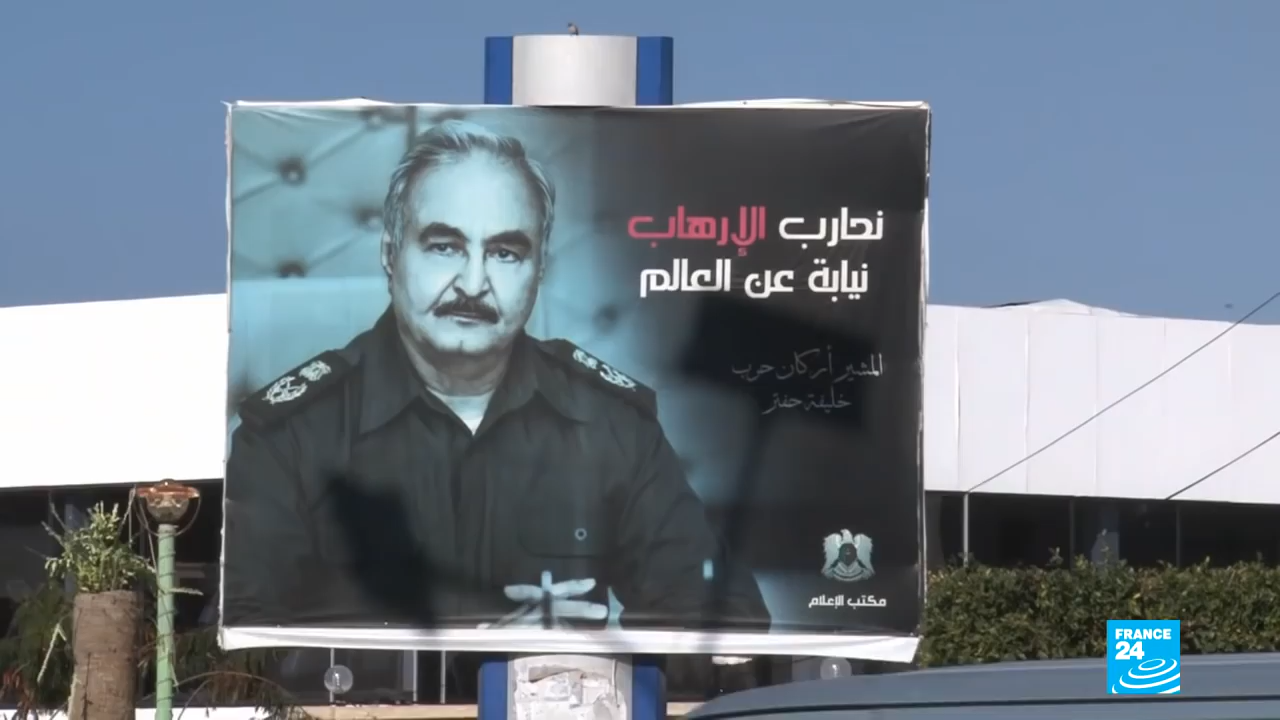 نحارب الإرهاب
نيابة عن العالم
المشير أركان حرب
خليفة حفتر
مكتب الإعلام
FRANCE
24